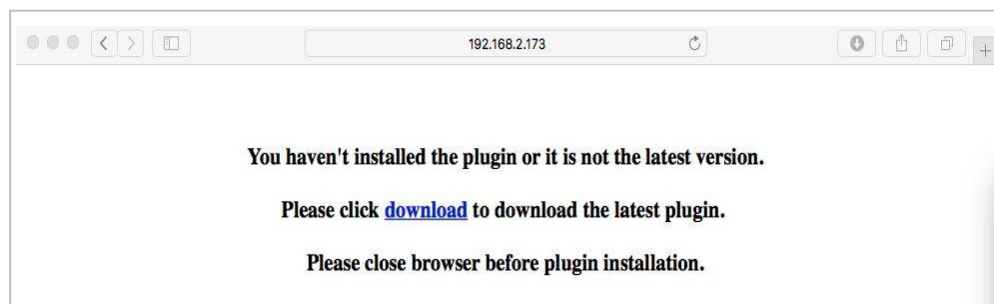 192.168.2.173
You haven't installed the plugin or it is not the latest version.
Please click download to download the latest plugin.
Please close browser before plugin installation.